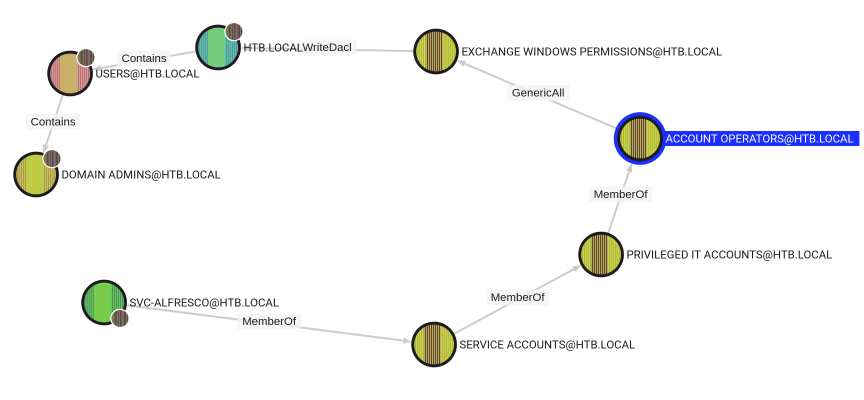 HTB.LOCAL
WriteDacl
EXCHANGE WINDOWS PERMISSIONS@HTB.LOCAL
Contains
USERS@HTB.LOCAL
GenericAll
Contains
ACCOUNT OPERATORS@HTB.LOCAL
DOMAIN ADMINS@HTB.LOCAL
MemberOf
PRIVILEGED IT ACCOUNTS@HTB.LOCAL
MemberOf
SVC-ALFRESCO@HTB.LOCAL
MemberOf
SERVICE ACCOUNTS@HTB.LOCAL